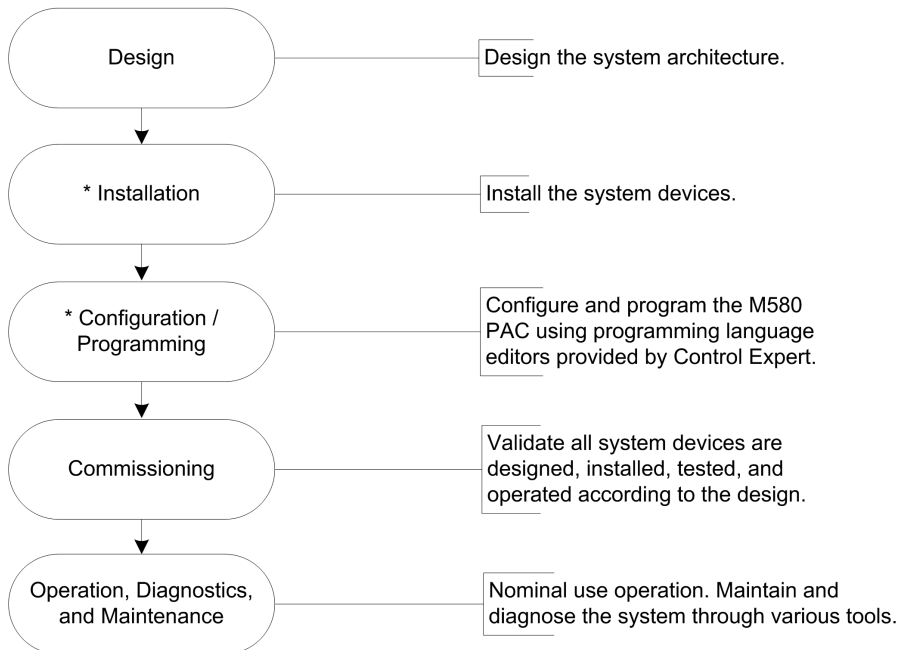 Design
Design the system architecture.
* Installation
Install the system devices.
* Configuration /
Programming
Configure and program the M580
PAC using programming language
editors provided by Control Expert.
Commissioning
Validate all system devices are
designed, installed, tested, and
operated according to the design.
Operation, Diagnostics,
and Maintenance
Nominal use operation. Maintain and
diagnose the system through various tools.